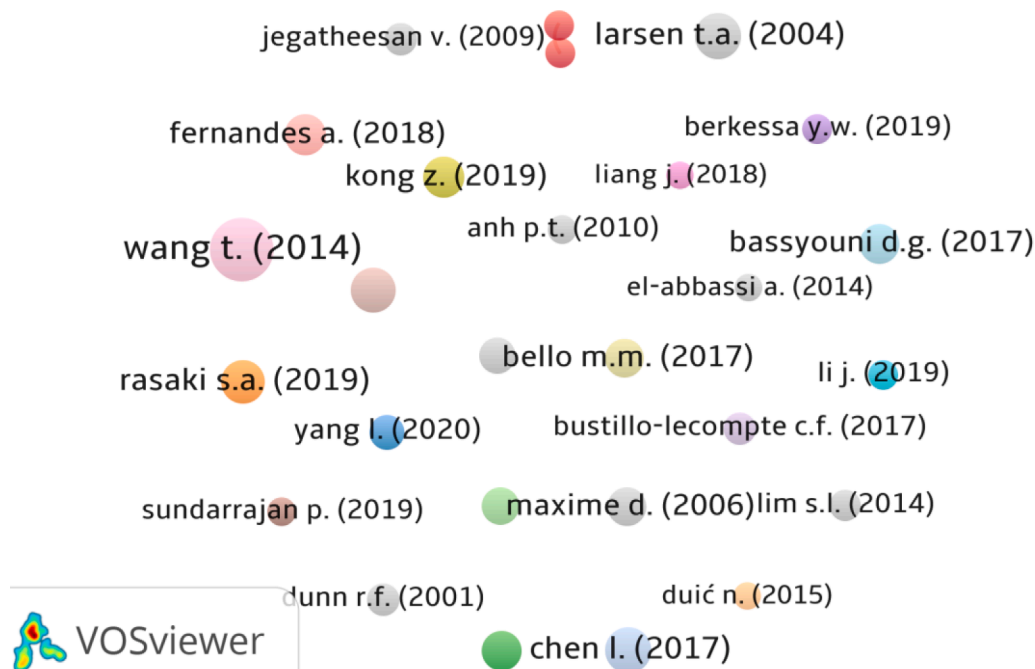 jegatheesan v. (2009)
larsen t.a. (2004)
fernandes a. (2018)
berkessa y.w. (2019)
kong z. (2019)
liang j. (2018)
anh p.t. (2010)
wang t. (2014)
bassyouni d.g. (2017)
el-abbassi a. (2014)
bello m.m. (2017)
rasaki s.a. (2019)
li j. (2019)
yang l. (2020)
bustillo-lecompte c.f. (2017)
sundarrajan p. (2019)
maxime d. (2006)
lim s.l. (2014)
dunn r.f. (2001)
duić n. (2015)
VOSviewer
chen l. (2017)